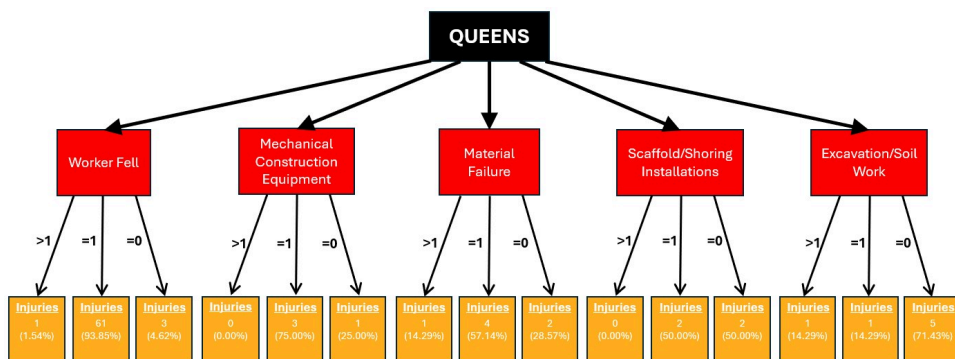 QUEENS
Worker Fell
Mechanical
Construction
Equipment
Material
Failure
Scaffold/Shoring
Installations
Excavation/Soil
Work
>1
=1
=0
>1
=1
=0
>1
=1
=0
>1
=1
=0
>1
=1
=0
Injuries
1
(1.54%)
Injuries
61
(93.85%)
Injuries
3
(4.62%)
Injuries
0
(0.00%)
Injuries
3
(75.00%)
Injuries
1
(25.00%)
Injuries
1
(14.29%)
Injuries
4
(57.14%)
Injuries
2
(28.57%)
Injuries
0
(0.00%)
Injuries
2
(50.00%)
Injuries
2
(50.00%)
Injuries
1
(14.29%)
Injuries
1
(14.29%)
Injuries
5
(71.43%)